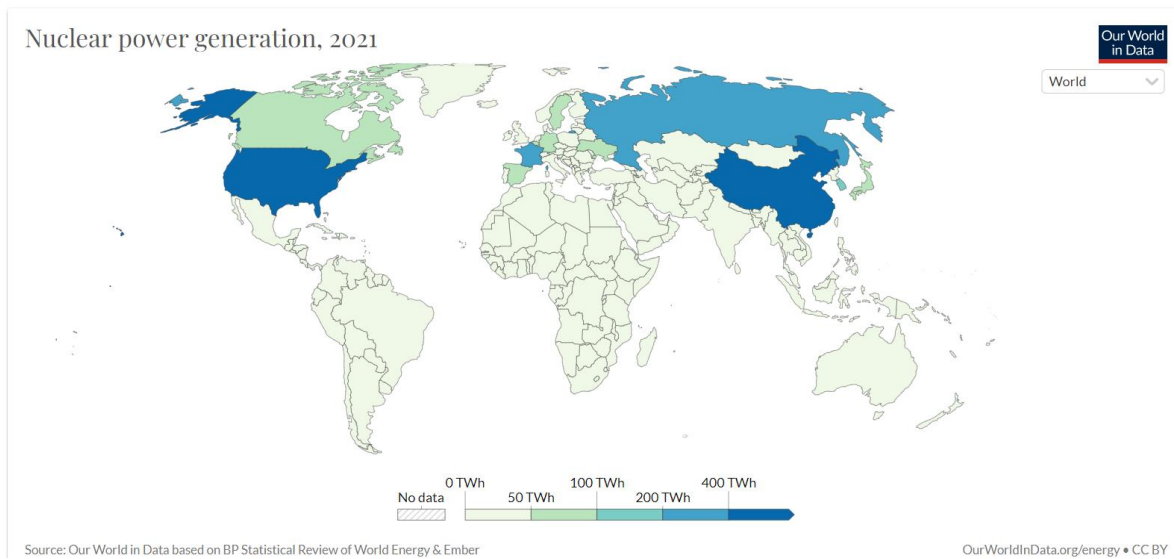 Nuclear power generation, 2021
Our World
in Data
World
0 TWh
100 TWh
400 TWh
No data
50 TWh
200 TWh
Source: Our World in Data based on BP Statistical Review of World Energy & Ember
OurWorldInData.org/energy • CC BY